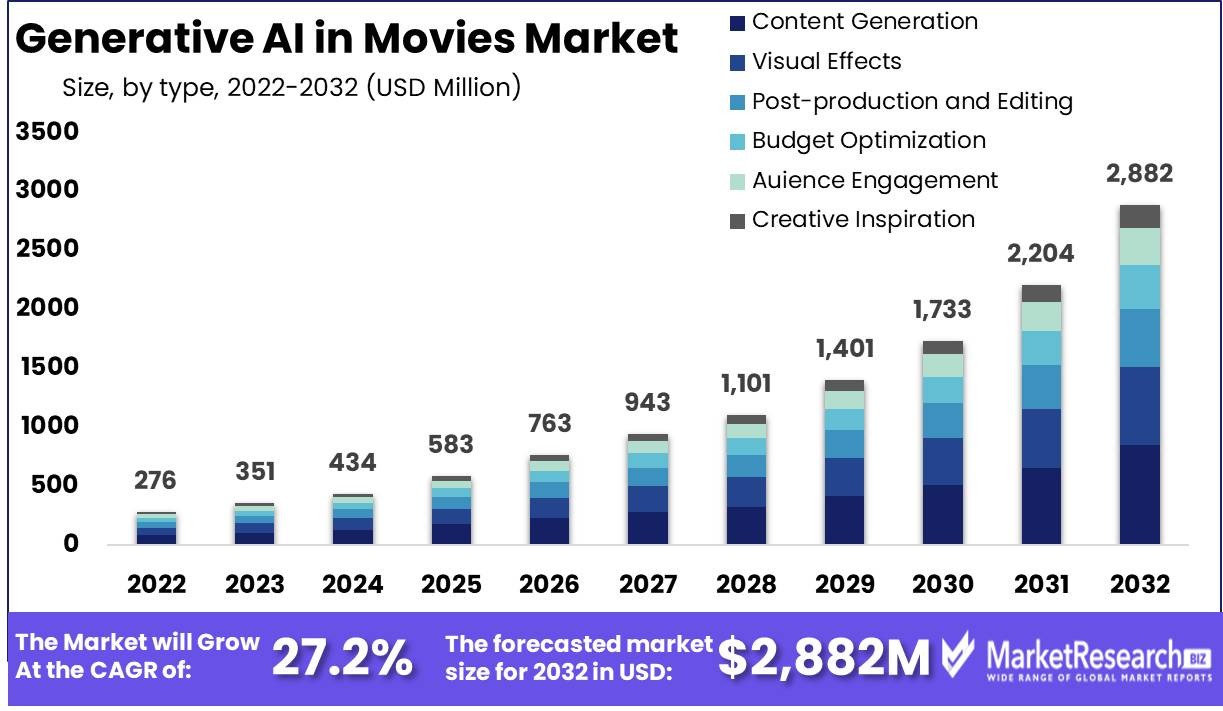 Generative AI in Movies Market
Size, by type, 2022-2032 (USD Million)
Content Generation
Visual Effects
Post-production and Editing
Budget Optimization
Auience Engagement
Creative Inspiration
3500
3000
2500
2000
1500
1000
500
0
276
351
434
583
763
943
1,101
1,401
1,733
2,204
2,882
2022
2023
2024
2025
2026
2027
2028
2029
2030
2031
2032
The Market will Grow
At the CAGR of:
27.2%
The forecasted market
size for 2032 in USD:
$2,882M
MarketResearch BIZ
WIDE RANGE OF GLOBAL MARKET REPORTS